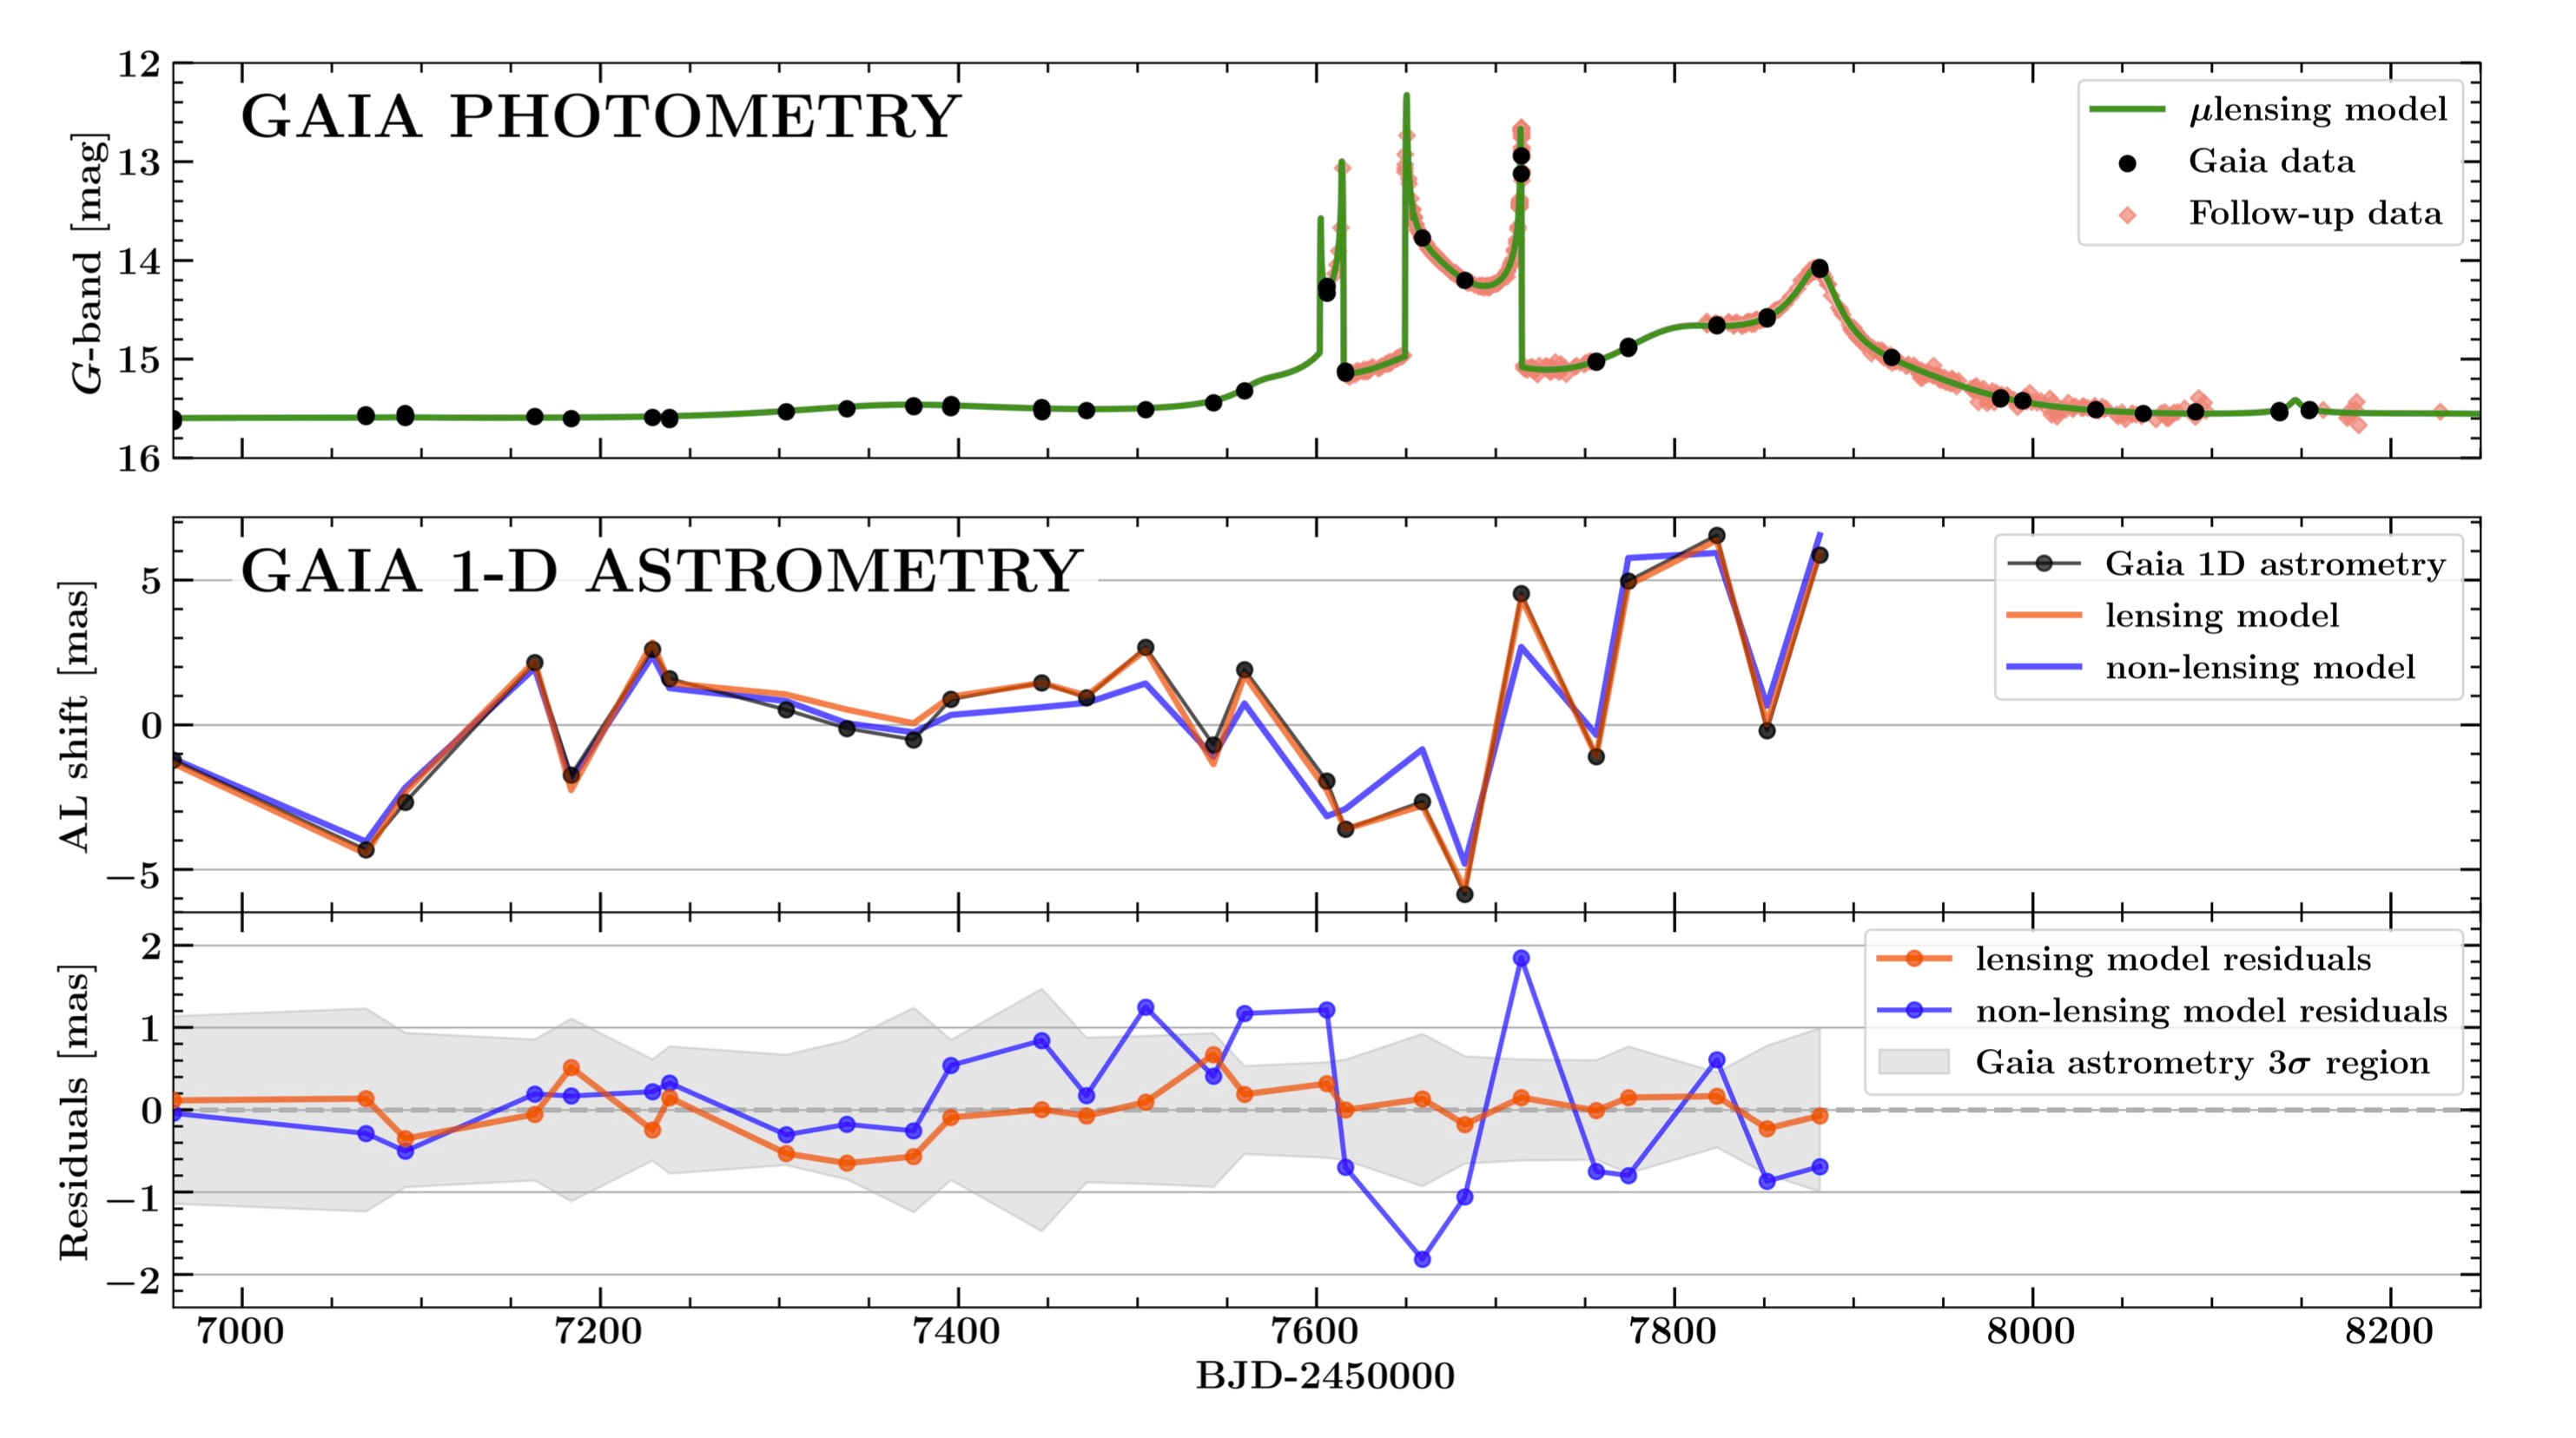 GAIA PHOTOMETRY
G-band [mag]
12
13
14
15
16
μlensing model
Gaia data
Follow-up data
GAIA 1-D ASTROMETRY
AL shift [mas]
5
0
−5
Gaia 1D astrometry
lensing model
non-lensing model
Residuals [mas]
2
1
0
−1
−2
lensing model residuals
non-lensing model residuals
Gaia astrometry 3σ region
7000 7200 7400 7600 7800 8000 8200
BJD-2450000